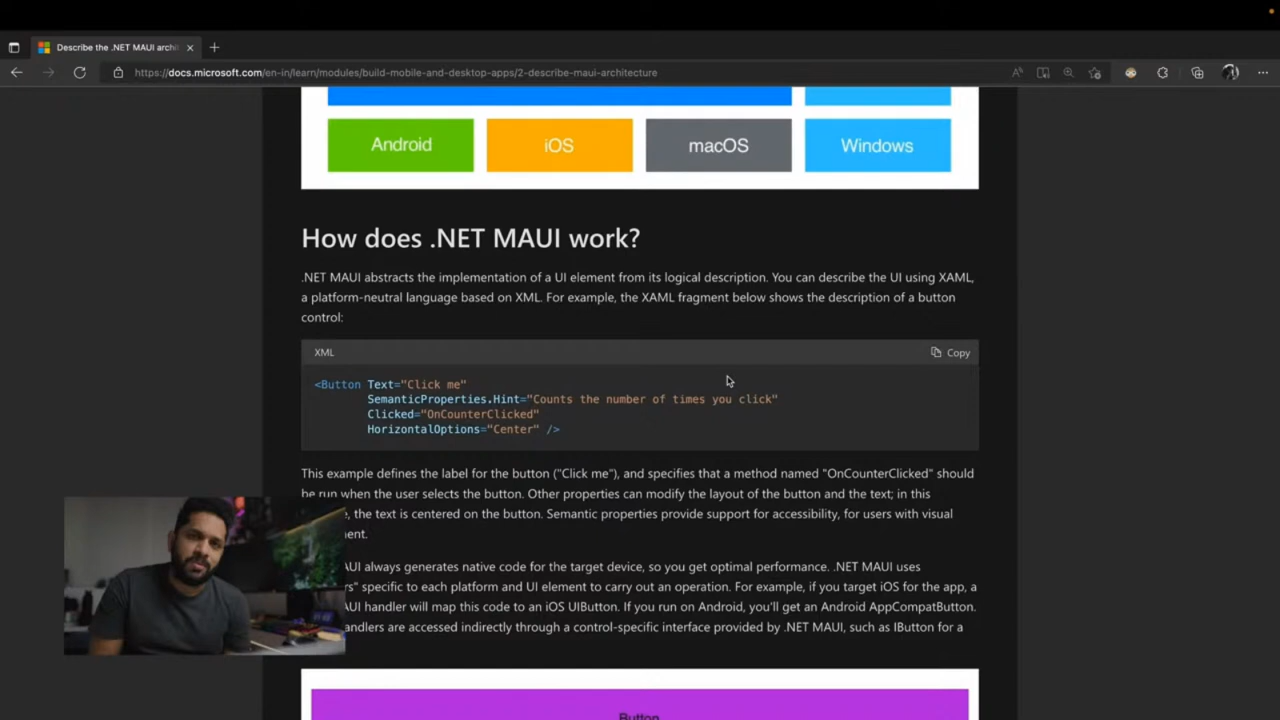 Describe the .NET MAUI archi
https://docs.microsoft.com/en-in/learn/modules/build-mobile-and-desktop-apps/2-describe-maui-architecture
Android
iOS
macOS
Windows
How does .NET MAUI work?
.NET MAUI abstracts the implementation of a UI element from its logical description. You can describe the UI using XAML,
a platform-neutral language based on XML. For example, the XAML fragment below shows the description of a button
control:
XML
Copy
<Button Text="Click me"
SemanticProperties.Hint="Counts the number of times you click"
Clicked="OnCounterClicked"
HorizontalOptions="Center" />
This example defines the label for the button ("Click me"), and specifies that a method named "OnCounterClicked" should
be run when the user selects the button. Other properties can modify the layout of the button and the text; in this
, the text is centered on the button. Semantic properties provide support for accessibility, for users with visual
ent.
AUI always generates native code for the target device, so you get optimal performance. .NET MAUI uses
" specific to each platform and UI element to carry out an operation. For example, if you target iOS for the app, a
AUI handler will map this code to an iOS UIButton. If you run on Android, you'll get an Android AppCompatButton.
andlers are accessed indirectly through a control-specific interface provided by .NET MAUI, such as IButton for a
Button